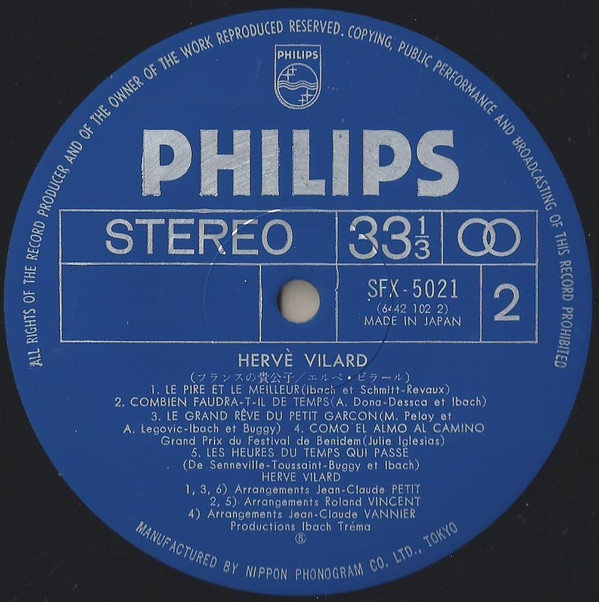 ALL RIGHTS OF THE RECORD PRODUCER AND OF THE OWNER OF THE WORK REPRODUCED RESERVED. COPYING, PUBLIC PERFORMANCE AND BROADCASTING OF THIS RECORD PROHIBITED
PHILIPS
PHILIPS
STEREO 33 1/3
SFX-5021 2
(6442 102 2)
MADE IN JAPAN
HERVÈ VILARD
(フランスの貴公子/エルベ・ビラール)
1. LE PIRE ET LE MEILLEUR(Ibach et Schmitt-Revaux)
2. COMBIEN FAUDRA-T-IL DE TEMPS(A. Dona-Dessca et Ibach)
3. LE GRAND RÊVE DU PETIT GARCON(M. Pelay et
A. Legovic-Ibach et Buggy) 4. COMO EL ALMO AL CAMINO
Grand Prix du Festival de Benidem(Julie Iglesias)
5. LES HEURES DU TEMPS QUI PASSE
(De Senneville-Toussaint-Buggy et Ibach)
HERVE VILARD
1, 3, 6) Arrangements Jean-Claude PETIT
2, 5) Arrangements Roland VINCENT
4) Arrangements Jean-Claude VANNIER
Productions Ibach Tréma
MANUFACTURED BY NIPPON PHONOGRAM CO. LTD., TOKYO